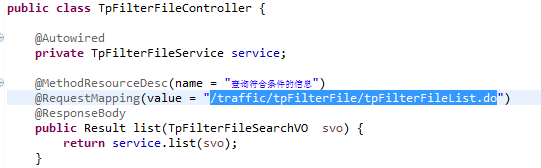 public class TpFilterFileController {
@Autowired
private TpFilterFileService service;
@MethodResourceDesc(name = "查询符合条件的信息")
@RequestMapping(value = "/traffic/tpFilterFile/tpFilterFileList.do")
@ResponseBody
public Result list(TpFilterFileSearchVO  svo) {
return service.list(svo);
}